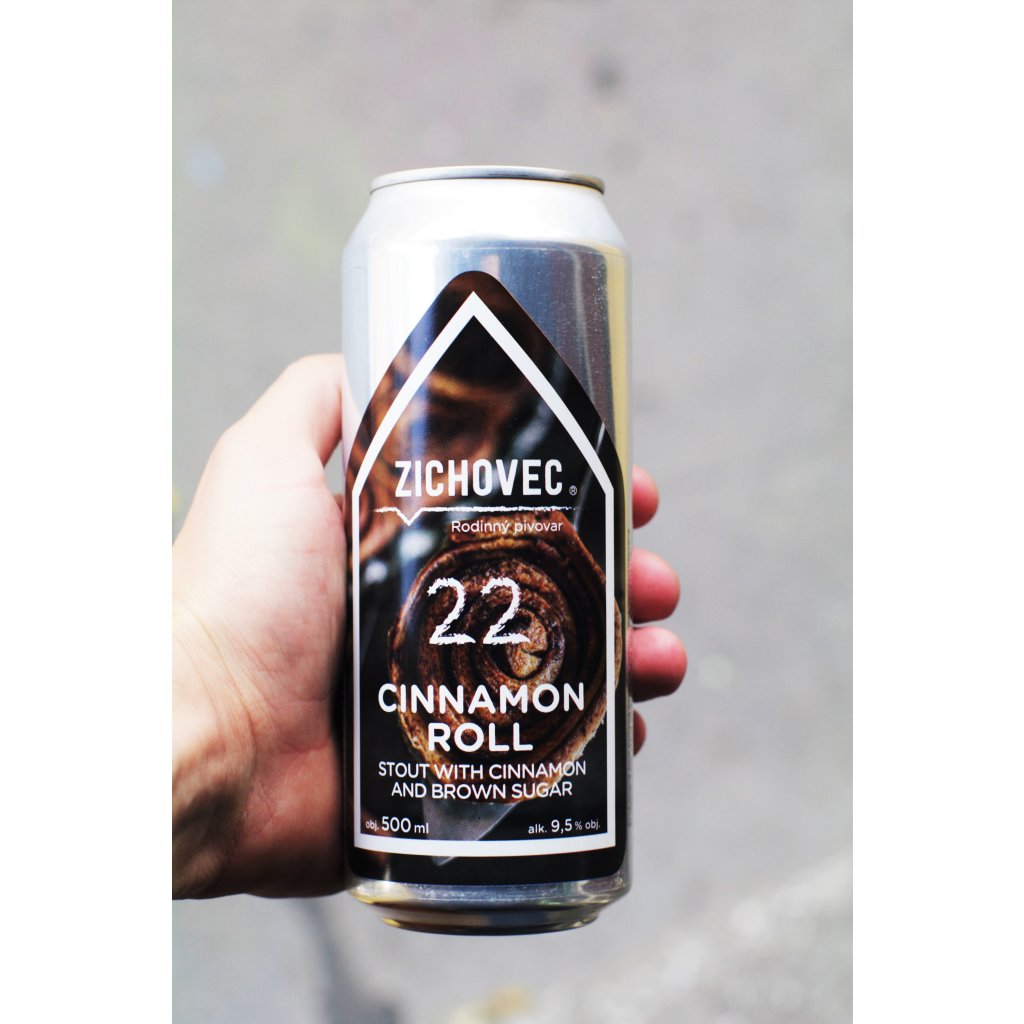 ZICHOVEC ®
Rodinný pivovar
22
CINNAMON
ROLL
STOUT WITH CINNAMON
AND BROWN SUGAR
obj. 500 ml alk. 9,5 % obj.